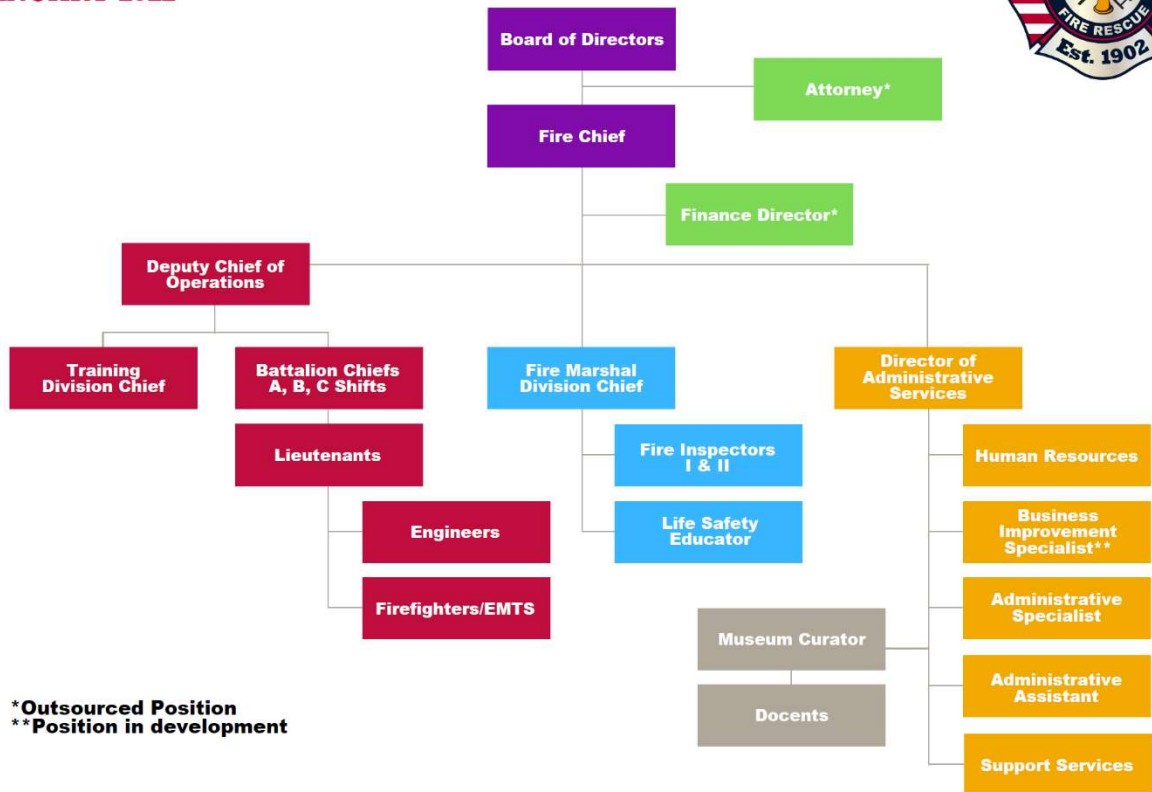 Board of Directors
FIRE RESCUE
Est. 1902
Attorney*
Fire Chief
Finance Director*
Deputy Chief of
Operations
Training
Division Chief
Battalion Chiefs
A, B, C Shifts
Fire Marshal
Division Chief
Director of
Administrative
Services
Lieutenants
Fire Inspectors
I & II
Human Resources
Engineers
Life Safety
Educator
Business
Improvement
Specialist**
Firefighters/EMTS
Administrative
Specialist
Museum Curator
Administrative
Assistant
Docents
*Outsourced Position
**Position in development
Support Services